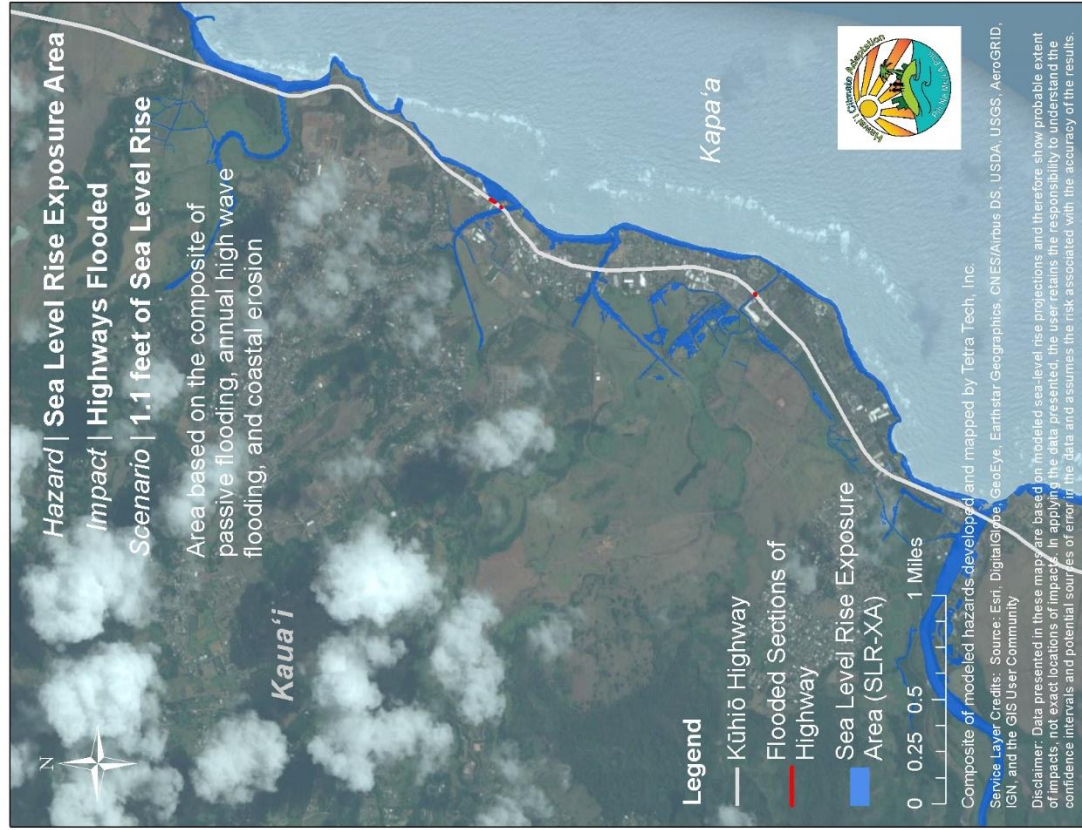 Hazard | Sea Level Rise Exposure Area
Impact | Highways Flooded
Scenario | 1.1 feet of Sea Level Rise
Area based on the composite of
passive flooding, annual high wave
flooding, and coastal erosion
N
Kaua‘i
Kapa‘a
Legend
Kūhiō Highway
Flooded Sections of
Highway
Sea Level Rise Exposure
Area (SLR-XA)
0 0.25 0.5 1 Miles
Hawai‘i Climate Adaptation
Composite of modeled hazards developed and mapped by Tetra Tech, Inc.
Service Layer Credits: Source: Esri, DigitalGlobe, GeoEye, Earthstar Geographics, CNES/Airbus DS, USDA, USGS, AeroGRID,
IGN, and the GIS User Community
Disclaimer: Data presented in these maps are based on modeled sea-level rise projections and therefore show probable extent
of impacts, not exact locations of impacts. In applying the data presented, the user retains the responsibility to understand the
confidence intervals and potential sources of error in the data and assumes the risk associated with the accuracy of the results.